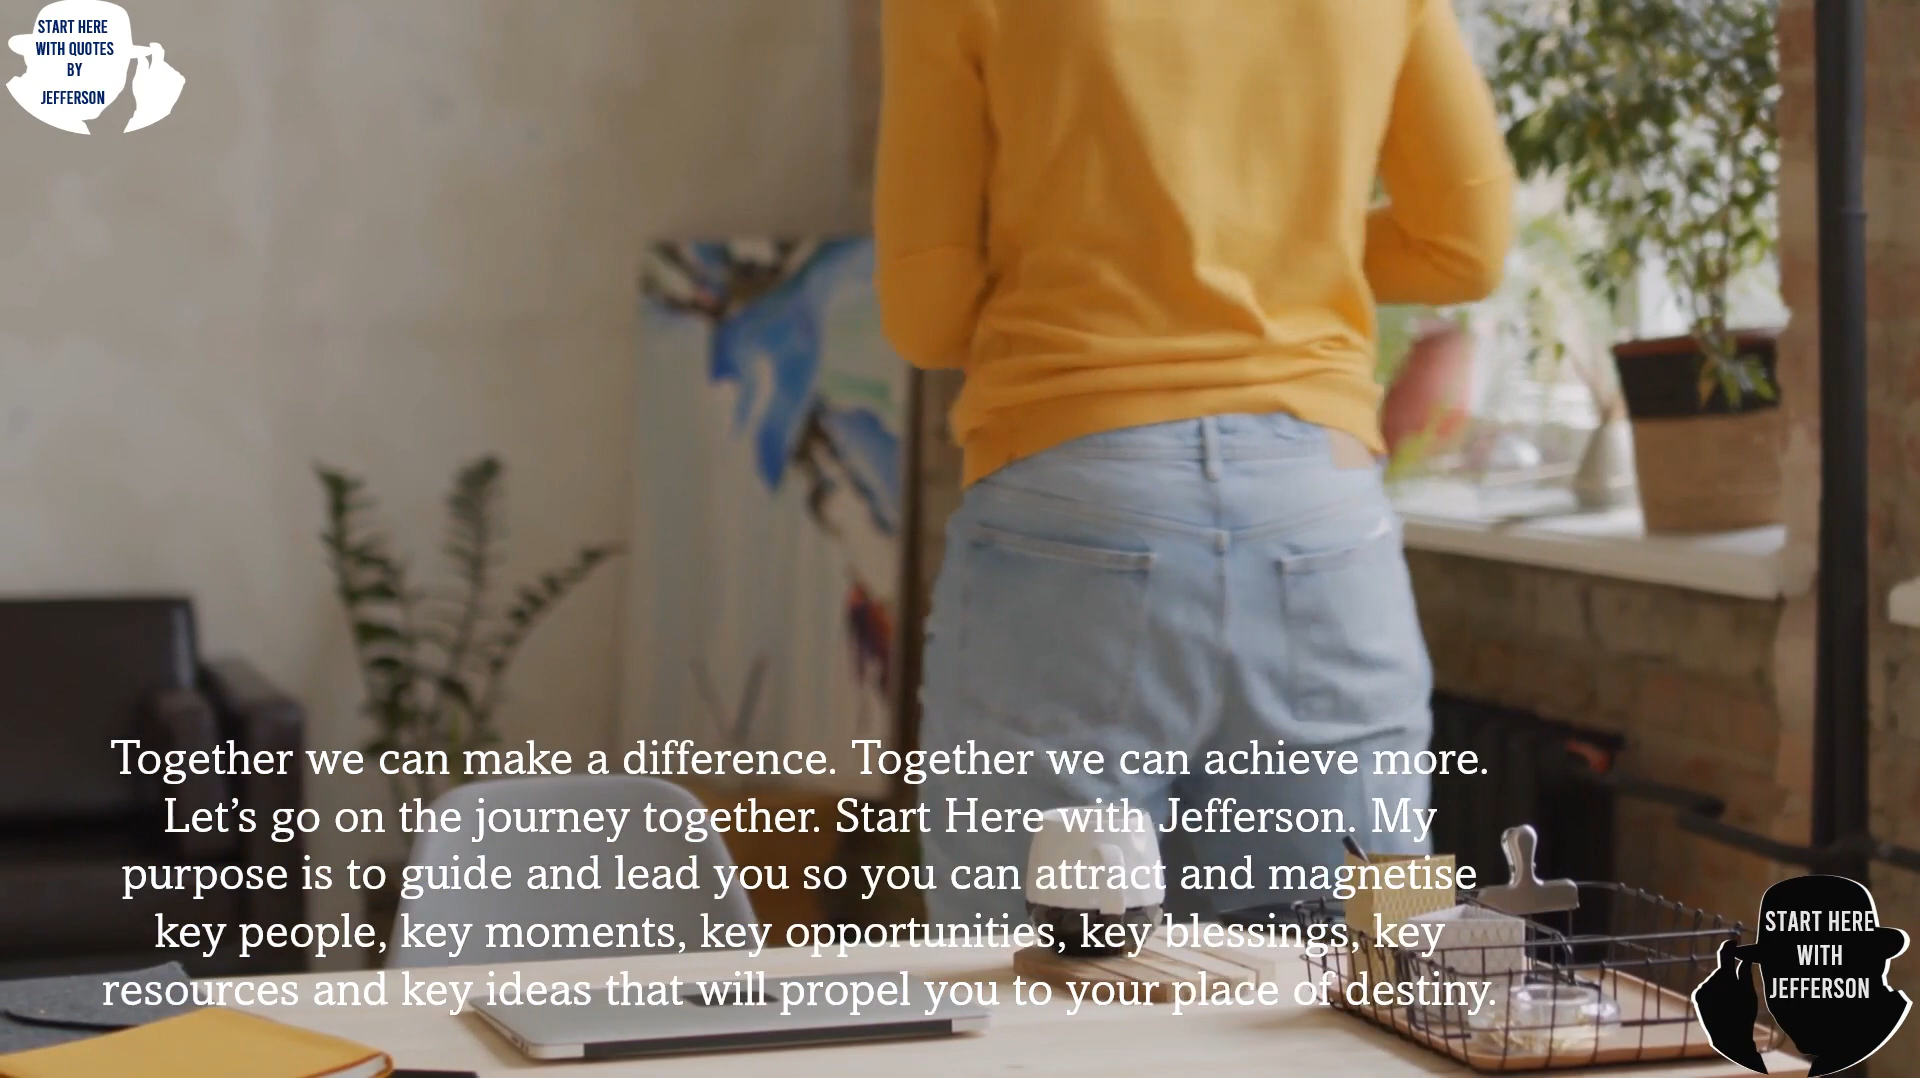 START HERE
WITH QUOTES
BY
JEFFERSON
Together we can make a difference. Together we can achieve more.
Let’s go on the journey together. Start Here with Jefferson. My
purpose is to guide and lead you so you can attract and magnetise
key people, key moments, key opportunities, key blessings, key
resources and key ideas that will propel you to your place of destiny.
START HERE
WITH
JEFFERSON